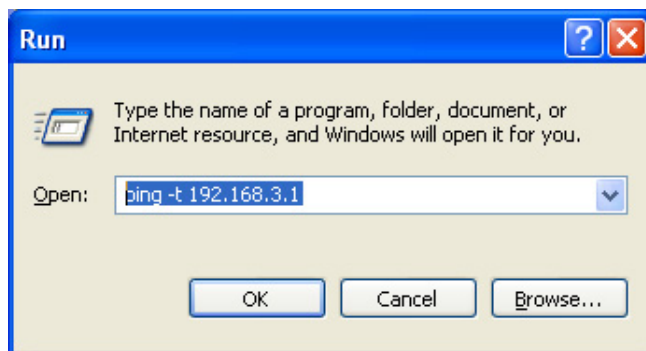 Run
Type the name of a program, folder, document, or
Internet resource, and Windows will open it for you.
Open:
ping -t 192.168.3.1
OK
Cancel
Browse...